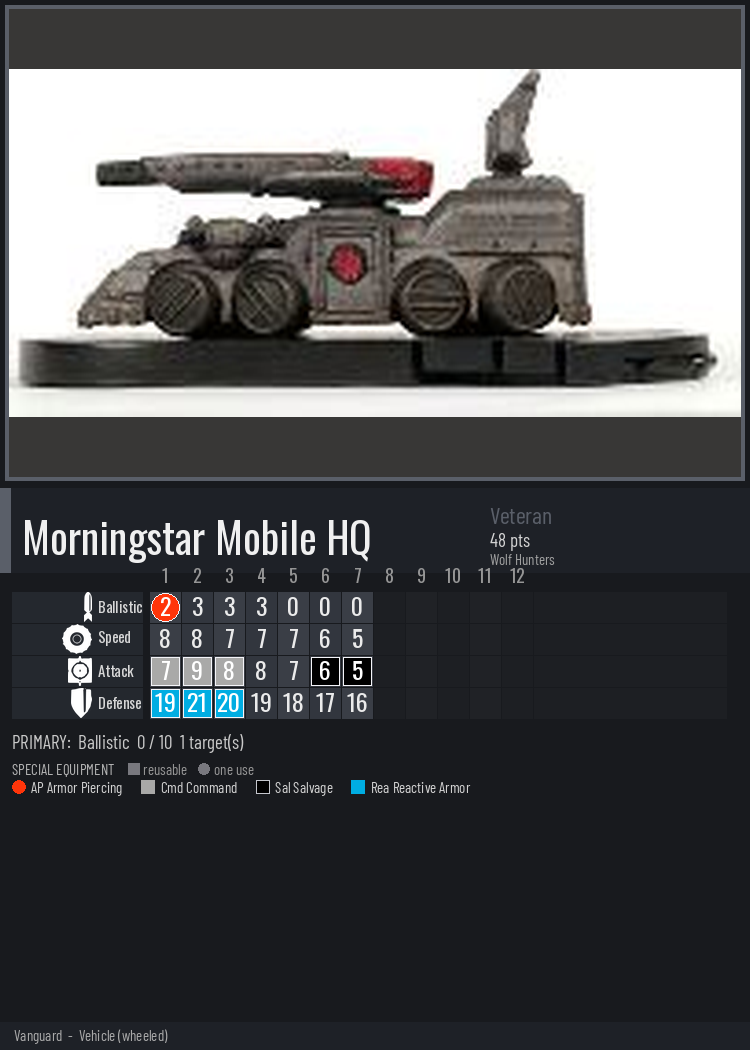 Morningstar Mobile HQ
Veteran
48 pts
Wolf Hunters
1 2 3 4 5 6 7 8 9 10 11 12
Ballistic 2 3 3 3 0 0 0
Speed 8 8 7 7 7 6 5
Attack 7 9 8 8 7 6 5
Defense 19 21 20 19 18 17 16
PRIMARY: Ballistic 0 / 10 1 target(s)
SPECIAL EQUIPMENT reusable one use
AP Armor Piercing Cmd Command Sal Salvage Rea Reactive Armor
Vanguard - Vehicle (wheeled)